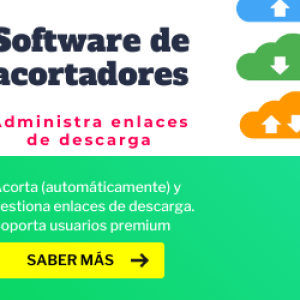 Software de
acortadores
Administra enlaces
de descarga
Acorta (automáticamente) y
gestiona enlaces de descarga.
Soporta usuarios premium
SABER MÁS